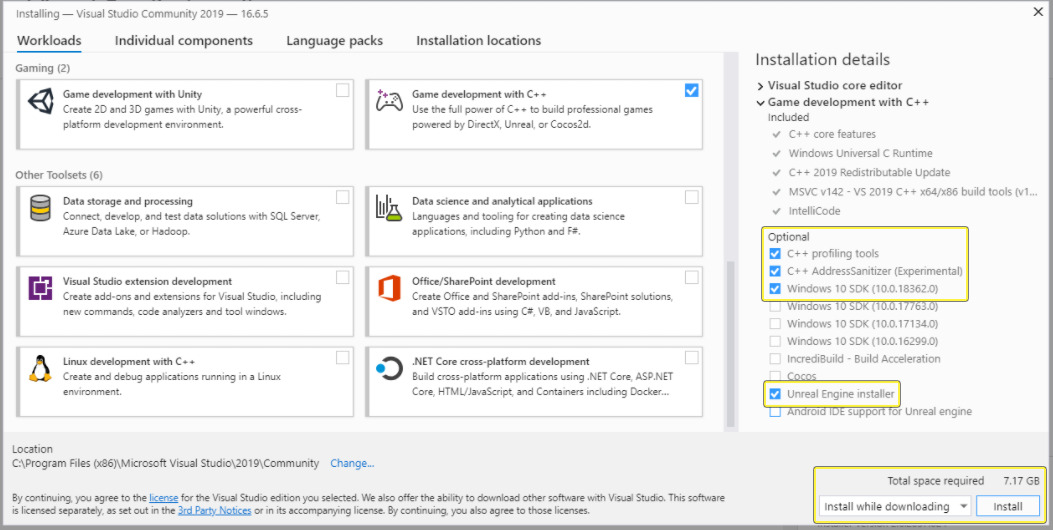 Installing — Visual Studio Community 2019 — 16.6.5
Workloads
Individual components
Language packs
Installation locations
Gaming (2)
Game development with Unity
Create 2D and 3D games with Unity, a powerful cross-
platform development environment.
Game development with C++
Use the full power of C++ to build professional games
powered by DirectX, Unreal, or Cocos2d.
Other Toolsets (6)
Data storage and processing
Connect, develop, and test data solutions with SQL Server,
Azure Data Lake, or Hadoop.
Data science and analytical applications
Languages and tooling for creating data science
applications, including Python and F#.
Visual Studio extension development
Create add-ons and extensions for Visual Studio, including
new commands, code analyzers and tool windows.
Office/SharePoint development
Create Office and SharePoint add-ins, SharePoint solutions,
and VSTO add-ins using C#, VB, and JavaScript.
Linux development with C++
Create and debug applications running in a Linux
environment.
.NET Core cross-platform development
Build cross-platform applications using .NET Core, ASP.NET
Core, HTML/JavaScript, and Containers including Docker...
Installation details
Visual Studio core editor
Game development with C++
Included
C++ core features
Windows Universal C Runtime
C++ 2019 Redistributable Update
MSVC v142 - VS 2019 C++ x64/x86 build tools (v1...
IntelliCode
Optional
C++ profiling tools
C++ AddressSanitizer (Experimental)
Windows 10 SDK (10.0.18362.0)
Windows 10 SDK (10.0.17763.0)
Windows 10 SDK (10.0.17134.0)
Windows 10 SDK (10.0.16299.0)
IncrediBuild - Build Acceleration
Cocos
Unreal Engine installer
Android IDE support for Unreal engine
Location
C:\Program Files (x86)\Microsoft Visual Studio\2019\Community Change...
By continuing, you agree to the license for the Visual Studio edition you selected. We also offer the ability to download other software with Visual Studio. This software
is licensed separately, as set out in the 3rd Party Notices or in its accompanying license. By continuing, you also agree to those licenses.
Total space required 7.17 GB
Install while downloading
Install